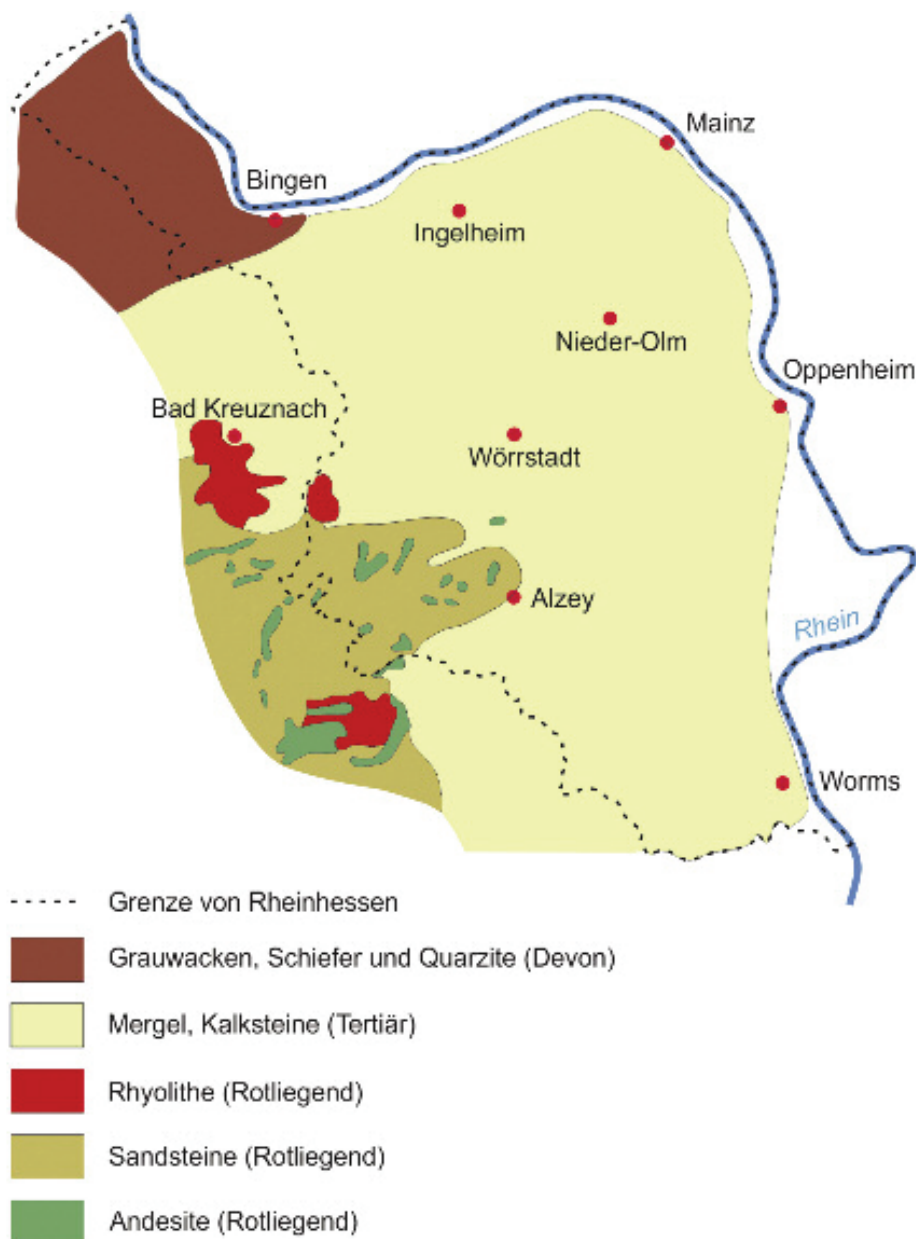 Mainz
Bingen
Ingelheim
Nieder-Olm
Oppenheim
Bad Kreuznach
Wörrstadt
Alzey
Rhein
Worms
Grenze von Rheinhessen
Grauwacken, Schiefer und Quarzite (Devon)
Mergel, Kalksteine (Tertiär)
Rhyolithe (Rotliegend)
Sandsteine (Rotliegend)
Andesite (Rotliegend)